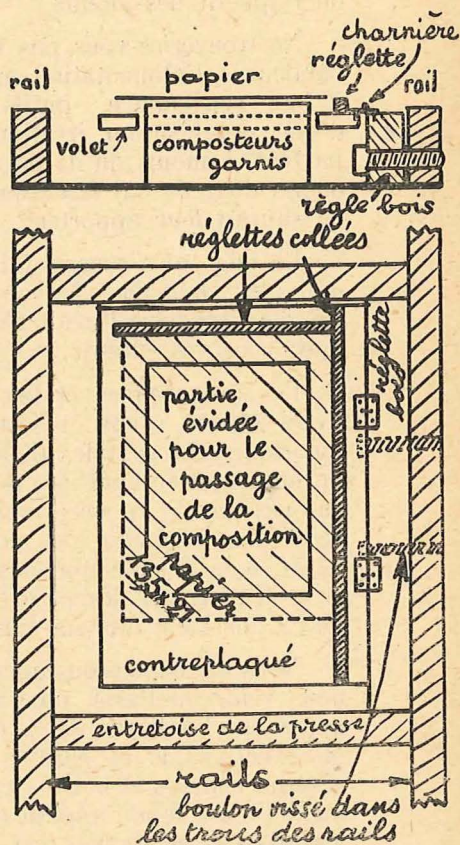 charnière
réglette
rail
papier
rail
volet
composteurs
garnis
règle bois
réglettes collées
réglette
bois
partie
évidée
pour le
passage
de la
composition
papier
13,5x21
contreplaqué
entretoise de la presse
rails
boulon vissé dans
les trous des rails